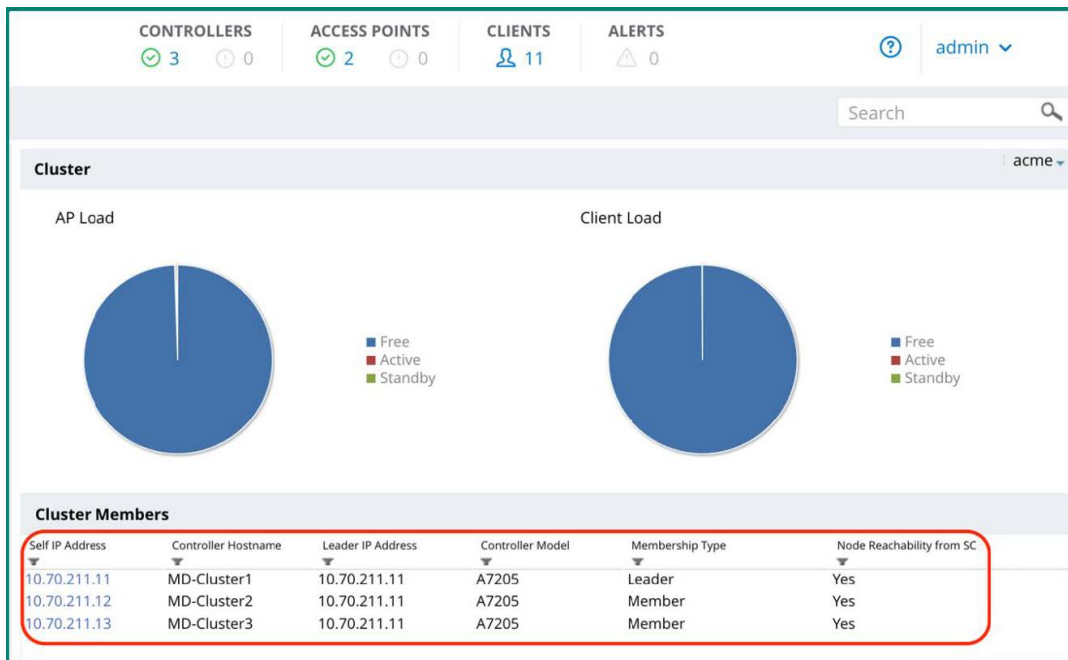 CONTROLLERS ACCESS POINTS CLIENTS ALERTS
3 0 2 0 11 0 admin
Search
Cluster acme
AP Load Client Load
Free Free
Active Active
Standby Standby
Cluster Members
Self IP Address Controller Hostname Leader IP Address Controller Model Membership Type Node Reachability from SC
10.70.211.11 MD-Cluster1 10.70.211.11 A7205 Leader Yes
10.70.211.12 MD-Cluster2 10.70.211.11 A7205 Member Yes
10.70.211.13 MD-Cluster3 10.70.211.11 A7205 Member Yes